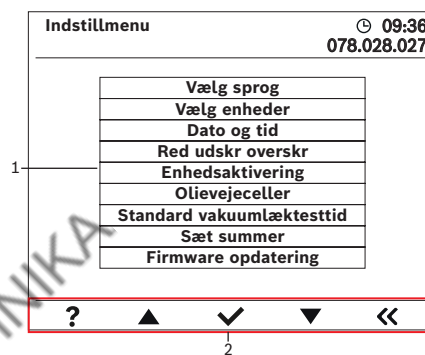 Indstillmenu
09:36
078.028.027
Vælg sprog
Vælg enheder
Dato og tid
Red udskr overskr
1
Enhedsaktivering
Olievejeceller
Standard vakuumlæktesttid
Sæt summer
Firmware opdatering
NIKA
?
2